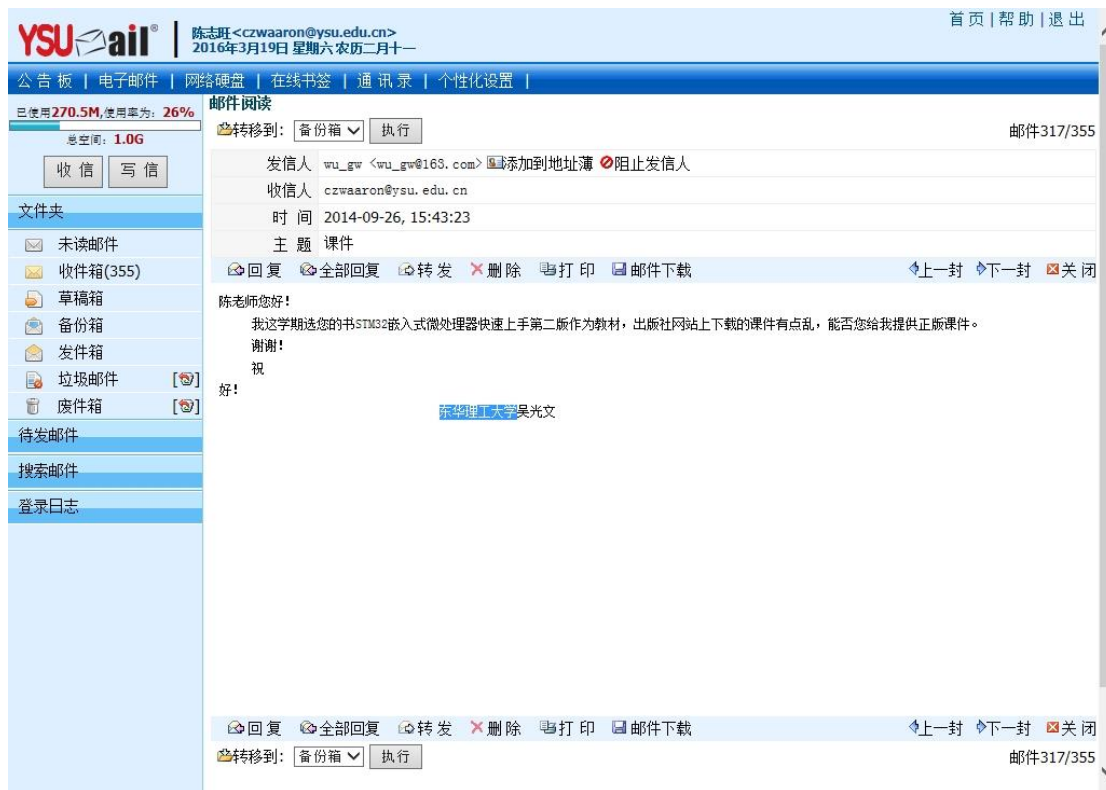 YSUMail® | 陈志旺<czwaaron@ysu.edu.cn>
2016年3月19日 星期六 农历二月十一
首 页 | 帮 助 | 退 出
公 告 板 | 电子邮件 | 网络硬盘 | 在线书签 | 通 讯 录 | 个性化设置 |
已使用270.5M,使用率为: 26%
总空间: 1.0G
收 信 写 信
文件夹
未读邮件
收件箱(355)
草稿箱
备份箱
发件箱
垃圾邮件 [ ]
废件箱 [ ]
待发邮件
搜索邮件
登录日志
邮件阅读
转移到: 备份箱 执行 邮件317/355
发信人 wu_gw <wu_gw@163.com> 添加到地址薄 阻止发信人
收信人 czwaaron@ysu.edu.cn
时 间 2014-09-26, 15:43:23
主 题 课件
回 复 全部回复 转 发 删 除 打 印 邮件下载 上一封 下一封 关 闭
陈老师您好!
我这学期选您的书STM32嵌入式微处理器快速上手第二版作为教材,出版社网站上下载的课件有点乱,能否您给我提供正版课件。
谢谢!
祝
好!
东华理工大学吴光文
回 复 全部回复 转 发 删 除 打 印 邮件下载 上一封 下一封 关 闭
转移到: 备份箱 执行 邮件317/355